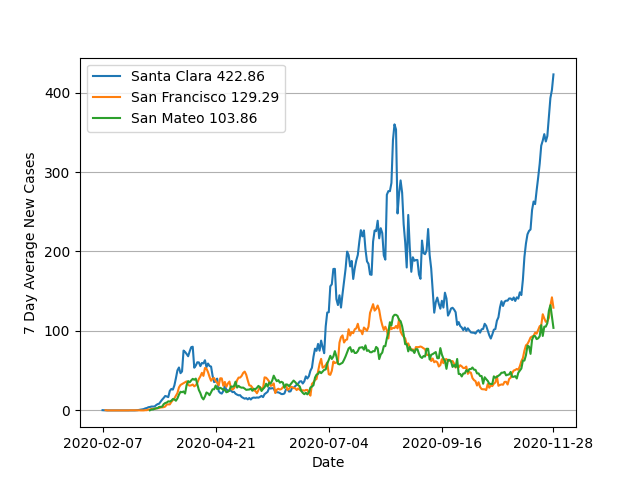 Santa Clara 422.86
San Francisco 129.29
San Mateo 103.86
400
300
200
100
0
7 Day Average New Cases
2020-02-07 2020-04-21 2020-07-04 2020-09-16 2020-11-28
Date